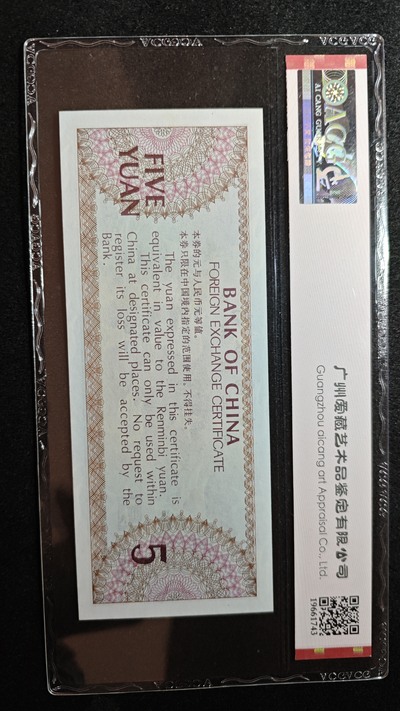 AI CANG GU
ACG
广州爱藏艺术品鉴定有限公司
Guangzhou aicang art Appraisal Co., Ltd.
19661743
BANK OF CHINA
FOREIGN EXCHANGE CERTIFICATE
FIVE
YUAN
本券的元与人民币元等值。
本券只限在中国境内指定的范围使用，不得挂失。
The yuan expressed in this certificate is
equivalent in value to the Renminbi yuan.
This certificate can only be used within
China at designated places. No request to
register its loss will be accepted by the
Bank.
5